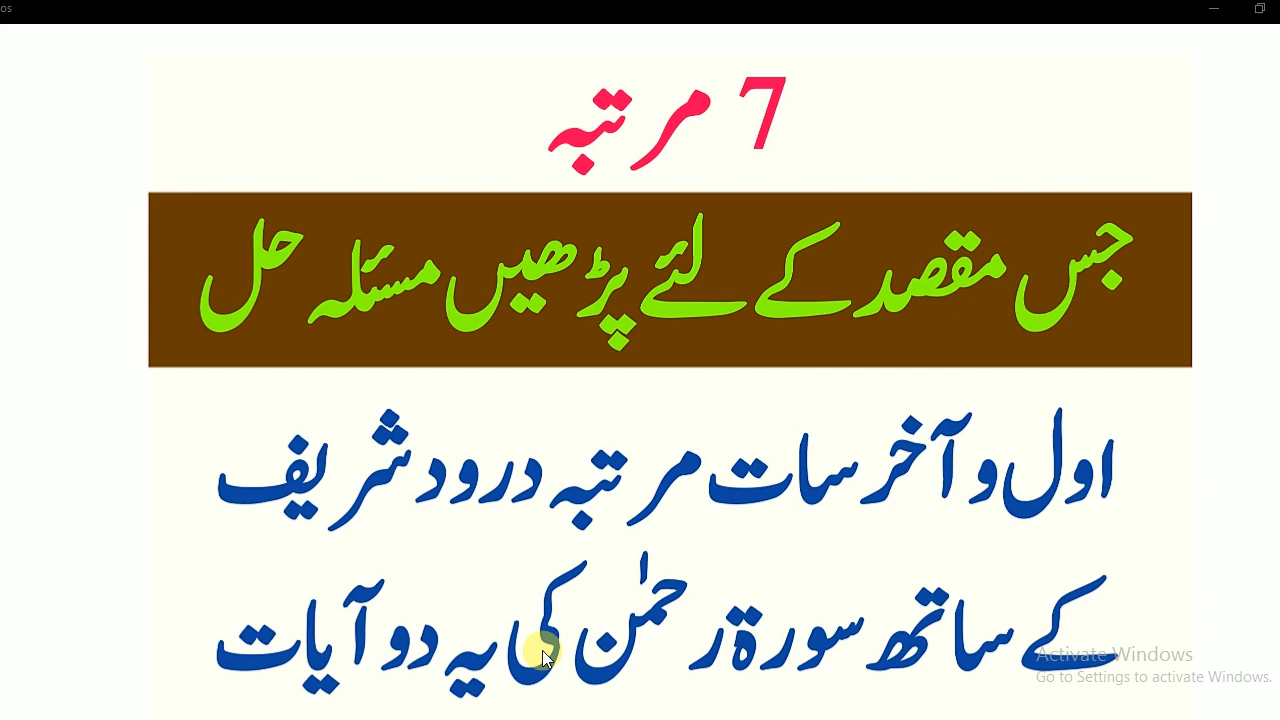 os
7 مرتبہ
جس مقصد کے لئے پڑھیں مسئلہ حل
اول و آخر سات مرتبہ درود شریف
کے ساتھ سورۃ رحمٰن کی یہ دو آیات
Activate Windows
Go to Settings to activate Windows.